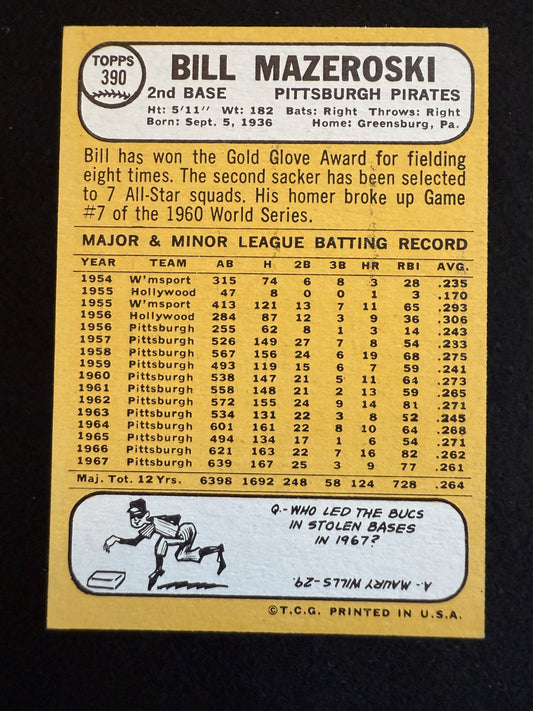 TOPPS
390
BILL MAZEROSKI
2nd BASE PITTSBURGH PIRATES
Ht: 5'11" Wt: 182 Bats: Right Throws: Right
Born: Sept. 5, 1936 Home: Greensburg, Pa.
Bill has won the Gold Glove Award for fielding
eight times. The second sacker has been selected
to 7 All-Star squads. His homer broke up Game
#7 of the 1960 World Series.
MAJOR & MINOR LEAGUE BATTING RECORD
YEAR TEAM AB H 2B 3B HR RBI AVG.
1954 W'msport 315 74 6 8 3 28 .235
1955 Hollywood 47 8 0 0 1 3 .170
1955 W'msport 413 121 13 7 11 65 .293
1956 Hollywood 284 87 12 3 9 36 .306
1956 Pittsburgh 255 62 8 1 3 14 .243
1957 Pittsburgh 526 149 27 7 8 54 .233
1958 Pittsburgh 567 156 24 6 19 68 .275
1959 Pittsburgh 493 119 15 6 7 59 .241
1960 Pittsburgh 538 147 21 5 11 64 .273
1961 Pittsburgh 558 148 21 2 13 59 .265
1962 Pittsburgh 572 155 24 9 14 81 .271
1963 Pittsburgh 534 131 22 3 8 52 .245
1964 Pittsburgh 601 161 22 8 10 64 .268
1965 Pittsburgh 494 134 17 1 6 54 .271
1966 Pittsburgh 621 163 22 7 16 82 .262
1967 Pittsburgh 639 167 25 3 9 77 .261
Maj. Tot. 12 Yrs. 6398 1692 248 58 124 728 .264
Q.-WHO LED THE BUCS
IN STOLEN BASES
IN 1967?
A.-MAURY WILLS-29.
©T.C.G. PRINTED IN U.S.A.